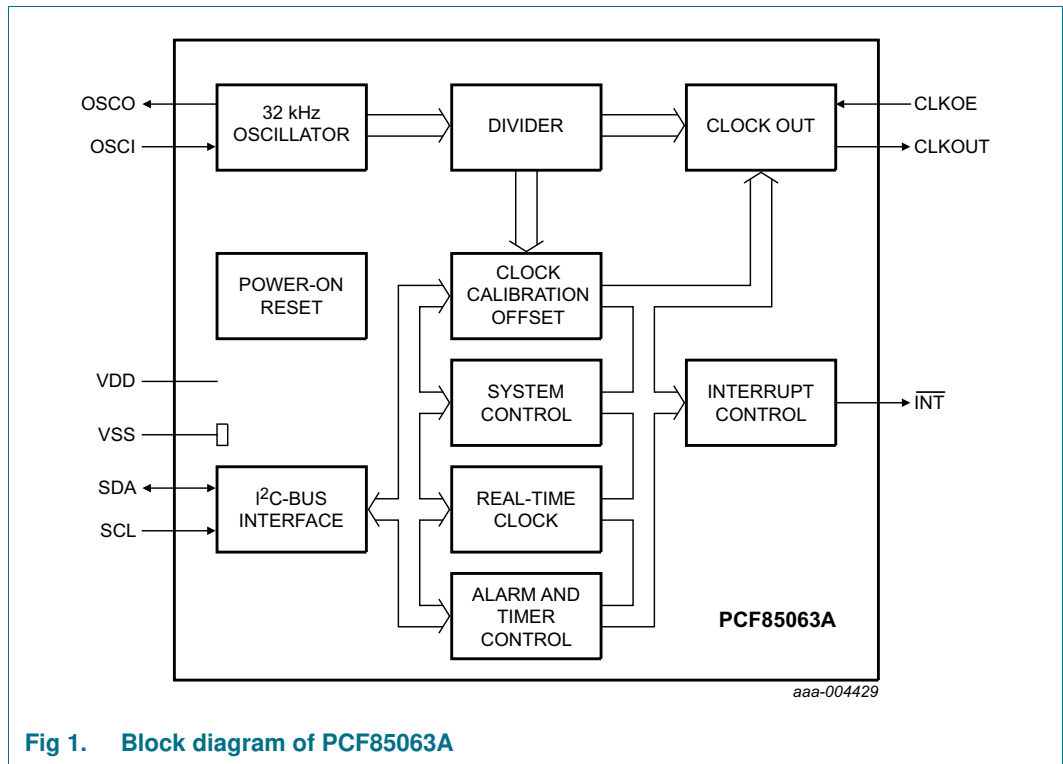 OSCO
OSCI
32 kHz
OSCILLATOR
DIVIDER
CLOCK OUT
CLKOE
CLKOUT
POWER-ON
RESET
CLOCK
CALIBRATION
OFFSET
VDD
VSS
SYSTEM
CONTROL
INTERRUPT
CONTROL
INT
SDA
SCL
I²C-BUS
INTERFACE
REAL-TIME
CLOCK
ALARM AND
TIMER
CONTROL
PCF85063A
aaa-004429
Fig 1. Block diagram of PCF85063A